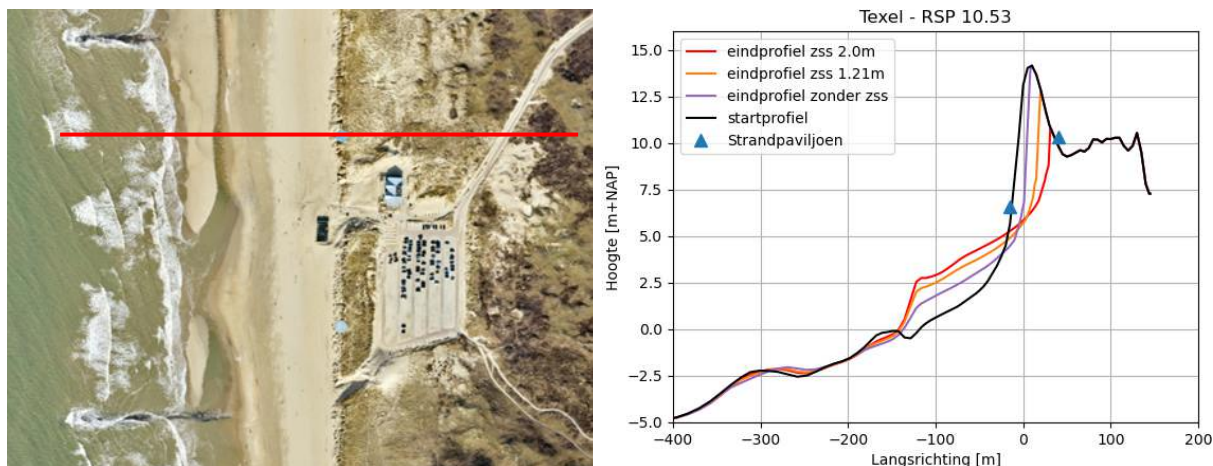 Texel - RSP 10.53
eindprofiel zss 2.0m
eindprofiel zss 1.21m
eindprofiel zonder zss
startprofiel
Strandpaviljoen
Hoogte [m+NAP]
15.0
12.5
10.0
7.5
5.0
2.5
0.0
−2.5
−5.0
−400
−300
−200
−100
0
100
200
Langsrichting [m]